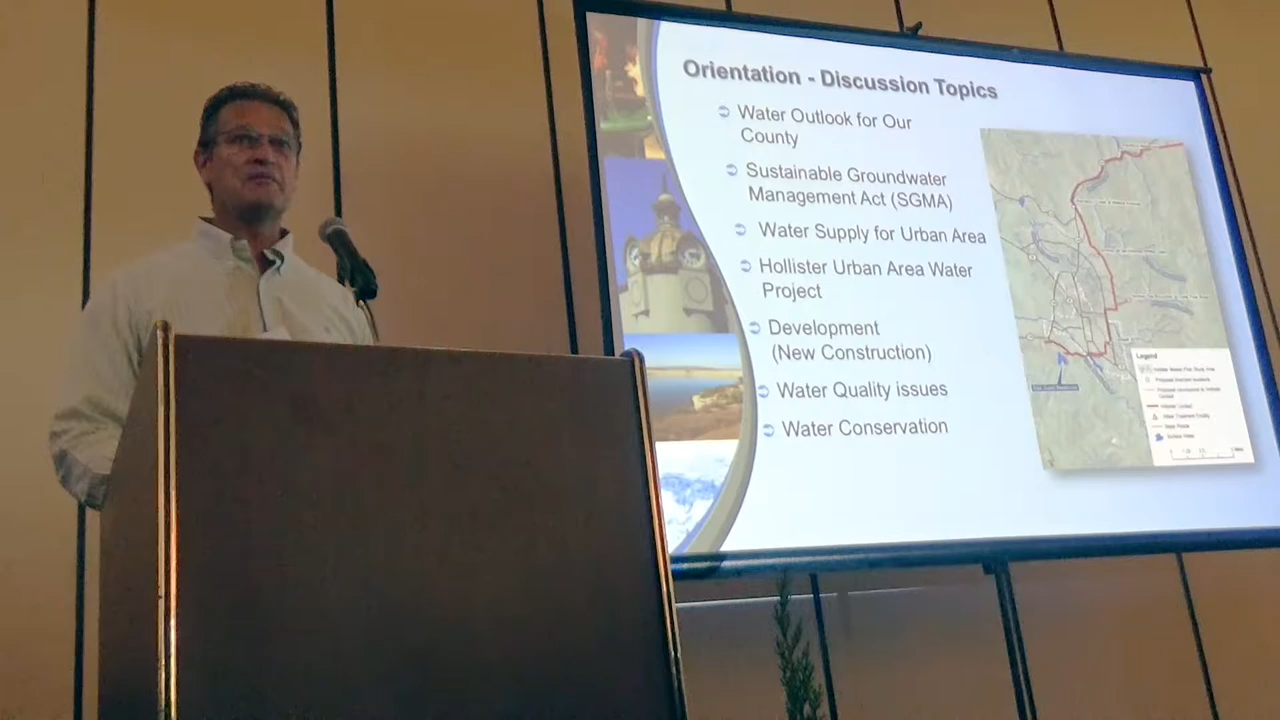 Orientation - Discussion Topics
Water Outlook for Our
County
Sustainable Groundwater
Management Act (SGMA)
Water Supply for Urban Area
Hollister Urban Area Water
Project
Development
(New Construction)
Water Quality issues
Water Conservation
Legend